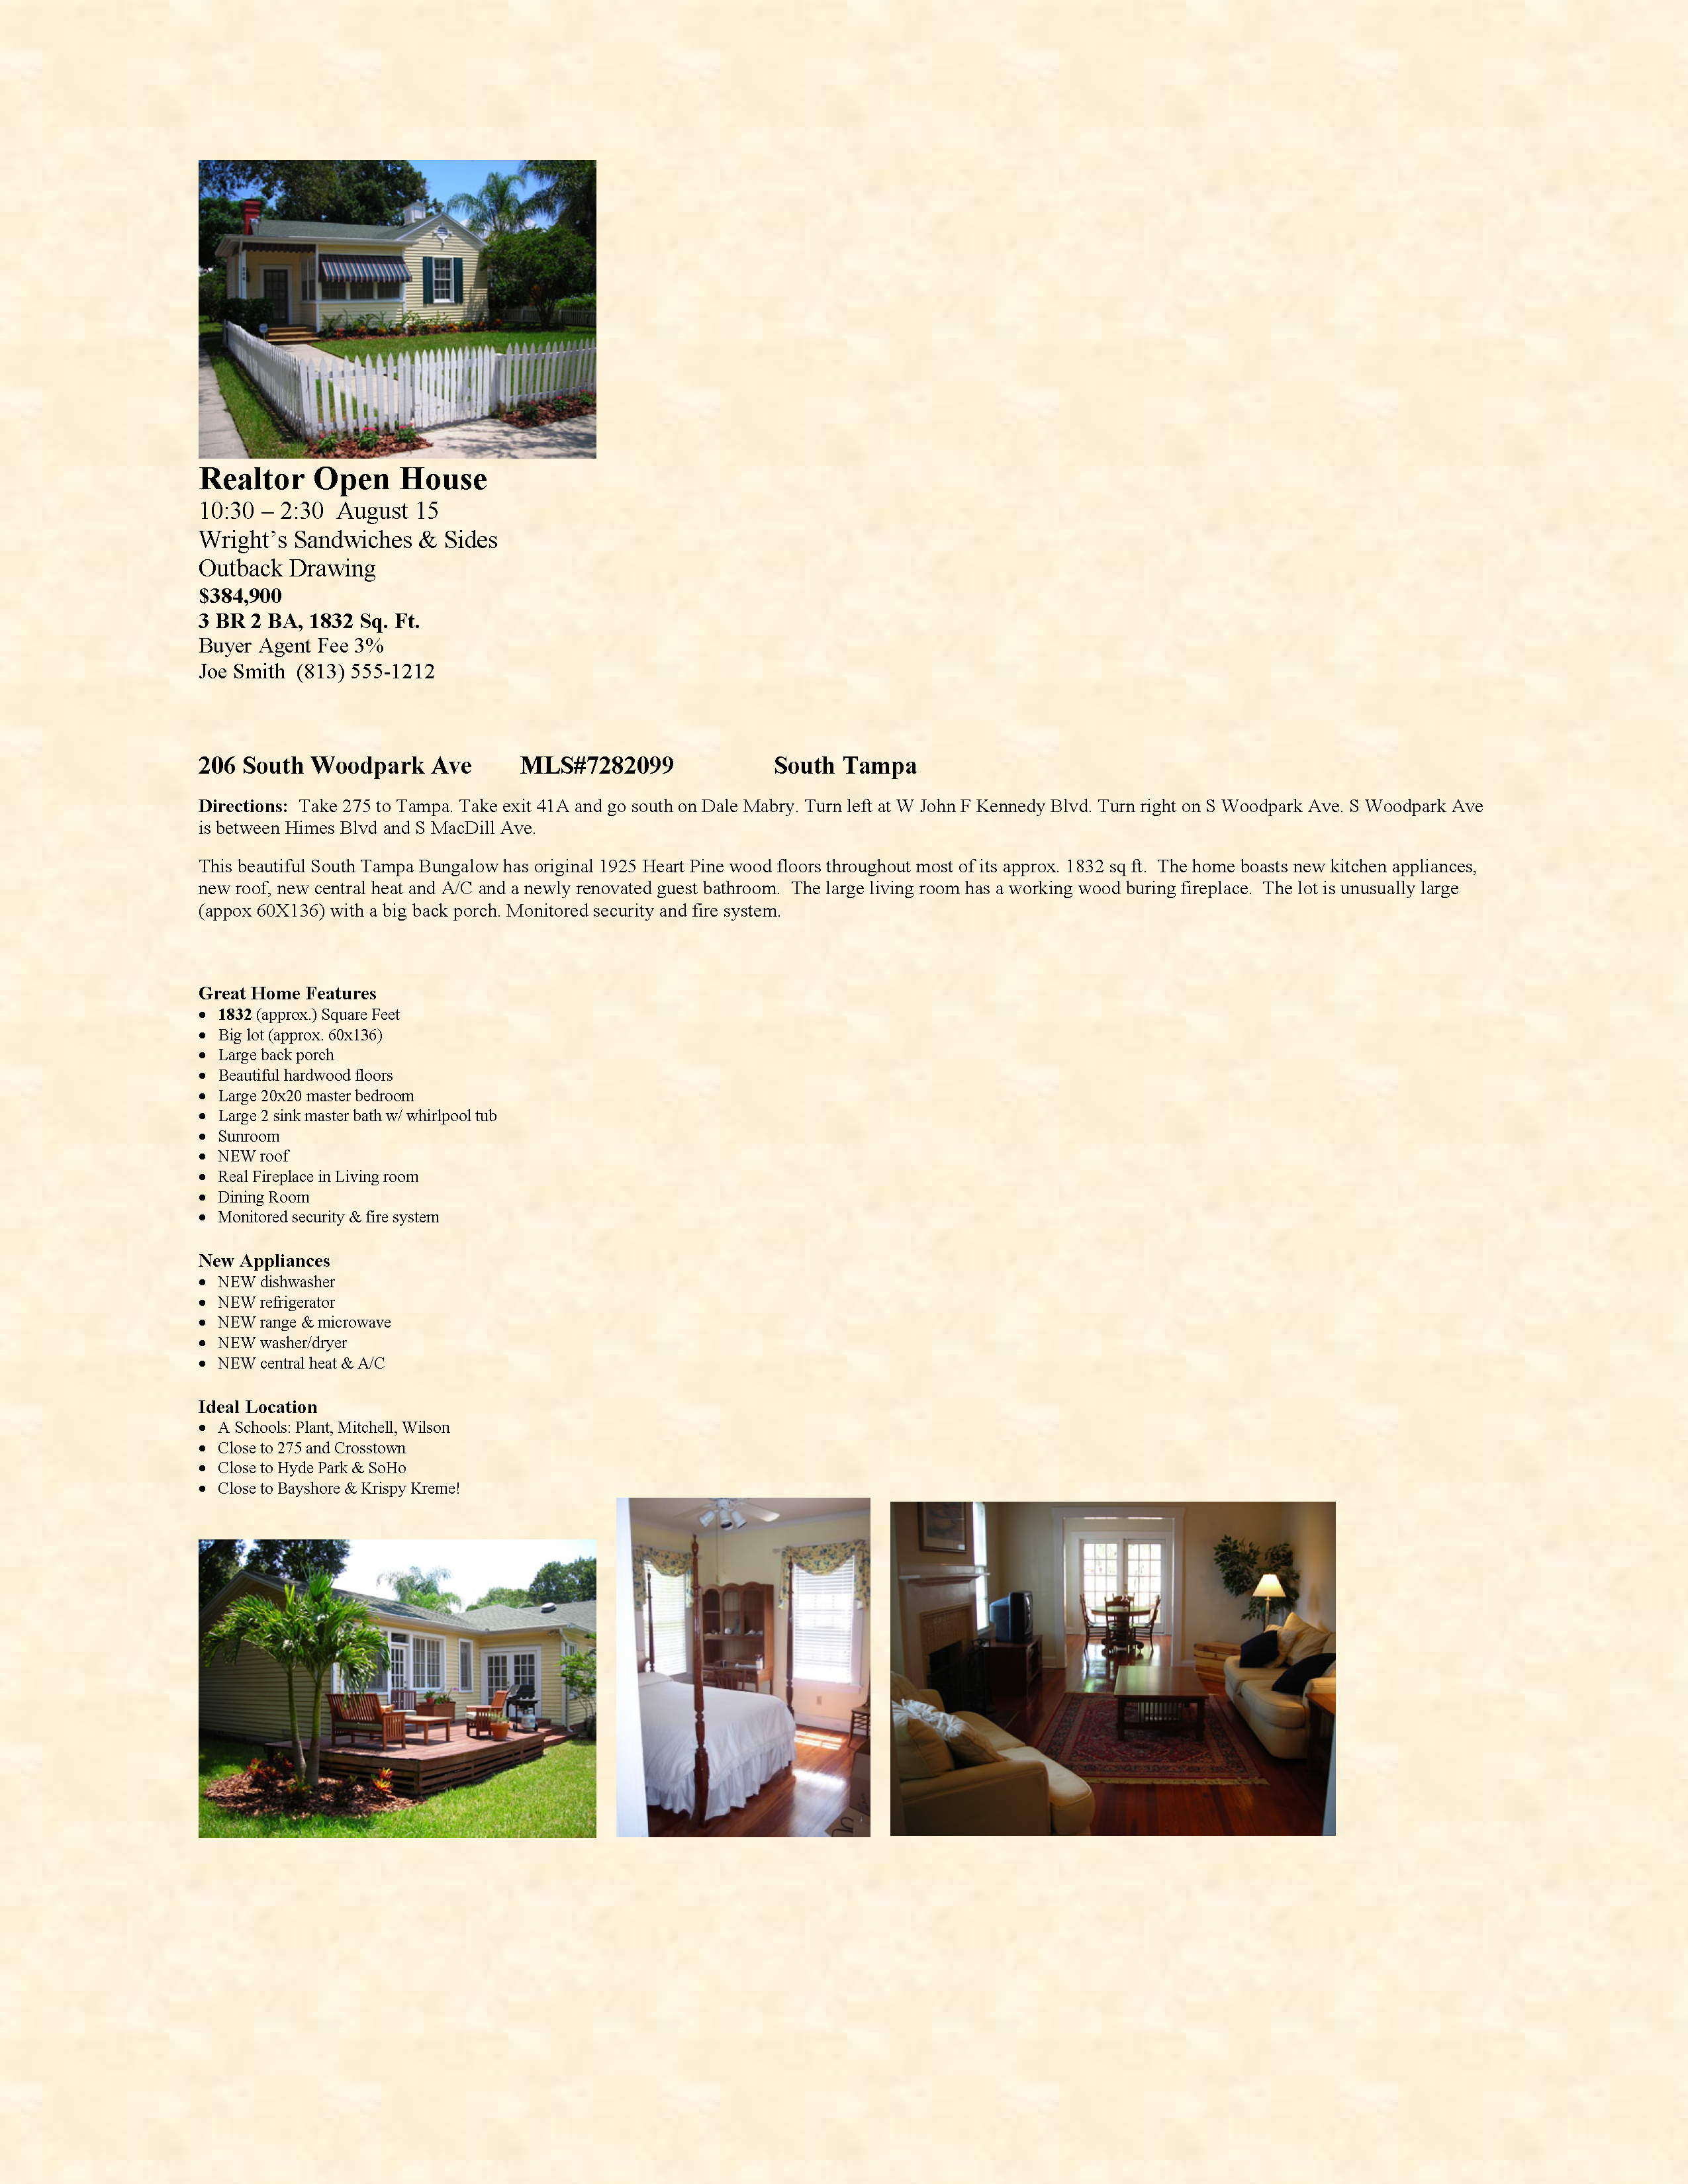 Realtor Open House
10:30 – 2:30  August 15
Wright’s Sandwiches & Sides
Outback Drawing
$384,900
3 BR 2 BA, 1832 Sq. Ft.
Buyer Agent Fee 3%
Joe Smith  (813) 555-1212
206 South Woodpark Ave MLS#7282099 South Tampa
Directions:  Take 275 to Tampa. Take exit 41A and go south on Dale Mabry. Turn left at W John F Kennedy Blvd. Turn right on S Woodpark Ave. S Woodpark Ave
is between Himes Blvd and S MacDill Ave.
This beautiful South Tampa Bungalow has original 1925 Heart Pine wood floors throughout most of its approx. 1832 sq ft.  The home boasts new kitchen appliances,
new roof, new central heat and A/C and a newly renovated guest bathroom.  The large living room has a working wood buring fireplace.  The lot is unusually large
(appox 60X136) with a big back porch. Monitored security and fire system.
Great Home Features
• 1832 (approx.) Square Feet
• Big lot (approx. 60x136)
• Large back porch
• Beautiful hardwood floors
• Large 20x20 master bedroom
• Large 2 sink master bath w/ whirlpool tub
• Sunroom
• NEW roof
• Real Fireplace in Living room
• Dining Room
• Monitored security & fire system
New Appliances
• NEW dishwasher
• NEW refrigerator
• NEW range & microwave
• NEW washer/dryer
• NEW central heat & A/C
Ideal Location
• A Schools: Plant, Mitchell, Wilson
• Close to 275 and Crosstown
• Close to Hyde Park & SoHo
• Close to Bayshore & Krispy Kreme!